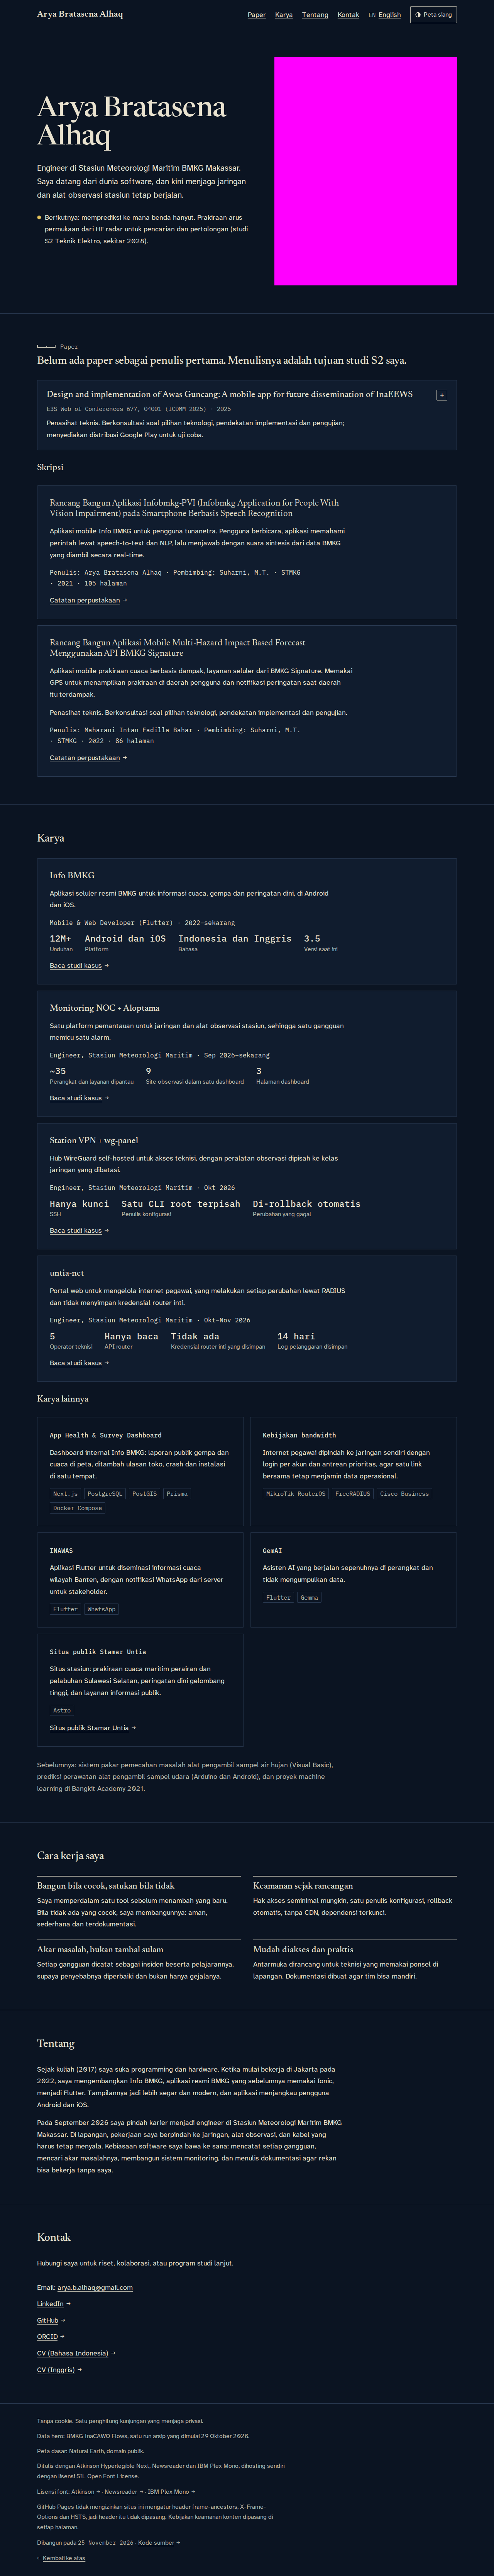 Arya Bratasena Alhaq
Paper Karya Tentang Kontak EN English Peta siang
Arya Bratasena
Alhaq
Engineer di Stasiun Meteorologi Maritim BMKG Makassar.
Saya datang dari dunia software, dan kini menjaga jaringan
dan alat observasi stasiun tetap berjalan.
Berikutnya: memprediksi ke mana benda hanyut. Prakiraan arus
permukaan dari HF radar untuk pencarian dan pertolongan (studi
S2 Teknik Elektro, sekitar 2028).
Paper
Belum ada paper sebagai penulis pertama. Menulisnya adalah tujuan studi S2 saya.
Design and implementation of Awas Guncang: A mobile app for future dissemination of InaEEWS
+
E3S Web of Conferences 677, 04001 (ICDMM 2025) · 2025
Penasihat teknis. Berkonsultasi soal pilihan teknologi, pendekatan implementasi dan pengujian;
menyediakan distribusi Google Play untuk uji coba.
Skripsi
Rancang Bangun Aplikasi Infobmkg-PVI (Infobmkg Application for People With
Vision Impairment) pada Smartphone Berbasis Speech Recognition
Aplikasi mobile Info BMKG untuk pengguna tunanetra. Pengguna berbicara, aplikasi memahami
perintah lewat speech-to-text dan NLP, lalu menjawab dengan suara sintesis dari data BMKG
yang diambil secara real-time.
Penulis: Arya Bratasena Alhaq · Pembimbing: Suharni, M.T. · STMKG
· 2021 · 105 halaman
Catatan perpustakaan →
Rancang Bangun Aplikasi Mobile Multi-Hazard Impact Based Forecast
Menggunakan API BMKG Signature
Aplikasi mobile prakiraan cuaca berbasis dampak, layanan seluler dari BMKG Signature. Memakai
GPS untuk menampilkan prakiraan di daerah pengguna dan notifikasi peringatan saat daerah
itu terdampak.
Penasihat teknis. Berkonsultasi soal pilihan teknologi, pendekatan implementasi dan pengujian.
Penulis: Maharani Intan Fadilla Bahar · Pembimbing: Suharni, M.T.
· STMKG · 2022 · 86 halaman
Catatan perpustakaan →
Karya
Info BMKG
Aplikasi seluler resmi BMKG untuk informasi cuaca, gempa dan peringatan dini, di Android
dan iOS.
Mobile & Web Developer (Flutter) · 2022–sekarang
12M+ Android dan iOS Indonesia dan Inggris 3.5
Unduhan Platform Bahasa Versi saat ini
Baca studi kasus →
Monitoring NOC + Aloptama
Satu platform pemantauan untuk jaringan dan alat observasi stasiun, sehingga satu gangguan
memicu satu alarm.
Engineer, Stasiun Meteorologi Maritim · Sep 2026–sekarang
~35 9 3
Perangkat dan layanan dipantau Site observasi dalam satu dashboard Halaman dashboard
Baca studi kasus →
Station VPN + wg-panel
Hub WireGuard self-hosted untuk akses teknisi, dengan peralatan observasi dipisah ke kelas
jaringan yang dibatasi.
Engineer, Stasiun Meteorologi Maritim · Okt 2026
Hanya kunci Satu CLI root terpisah Di-rollback otomatis
SSH Penulis konfigurasi Perubahan yang gagal
Baca studi kasus →
untia-net
Portal web untuk mengelola internet pegawai, yang melakukan setiap perubahan lewat RADIUS
dan tidak menyimpan kredensial router inti.
Engineer, Stasiun Meteorologi Maritim · Okt–Nov 2026
5 Hanya baca Tidak ada 14 hari
Operator teknisi API router Kredensial router inti yang disimpan Log pelanggaran disimpan
Baca studi kasus →
Karya lainnya
App Health & Survey Dashboard
Dashboard internal Info BMKG: laporan publik gempa dan
cuaca di peta, ditambah ulasan toko, crash dan instalasi
di satu tempat.
Next.js PostgreSQL PostGIS Prisma
Docker Compose
Kebijakan bandwidth
Internet pegawai dipindah ke jaringan sendiri dengan
login per akun dan antrean prioritas, agar satu link
bersama tetap menjamin data operasional.
MikroTik RouterOS FreeRADIUS Cisco Business
INAWAS
Aplikasi Flutter untuk diseminasi informasi cuaca
wilayah Banten, dengan notifikasi WhatsApp dari server
untuk stakeholder.
Flutter WhatsApp
GemAI
Asisten AI yang berjalan sepenuhnya di perangkat dan
tidak mengumpulkan data.
Flutter Gemma
Situs publik Stamar Untia
Situs stasiun: prakiraan cuaca maritim perairan dan
pelabuhan Sulawesi Selatan, peringatan dini gelombang
tinggi, dan layanan informasi publik.
Astro
Situs publik Stamar Untia →
Sebelumnya: sistem pakar pemecahan masalah alat pengambil sampel air hujan (Visual Basic),
prediksi perawatan alat pengambil sampel udara (Arduino dan Android), dan proyek machine
learning di Bangkit Academy 2021.
Cara kerja saya
Bangun bila cocok, satukan bila tidak
Saya memperdalam satu tool sebelum menambah yang baru.
Bila tidak ada yang cocok, saya membangunnya: aman,
sederhana dan terdokumentasi.
Keamanan sejak rancangan
Hak akses seminimal mungkin, satu penulis konfigurasi, rollback
otomatis, tanpa CDN, dependensi terkunci.
Akar masalah, bukan tambal sulam
Setiap gangguan dicatat sebagai insiden beserta pelajarannya,
supaya penyebabnya diperbaiki dan bukan hanya gejalanya.
Mudah diakses dan praktis
Antarmuka dirancang untuk teknisi yang memakai ponsel di
lapangan. Dokumentasi dibuat agar tim bisa mandiri.
Tentang
Sejak kuliah (2017) saya suka programming dan hardware. Ketika mulai bekerja di Jakarta pada
2022, saya mengembangkan Info BMKG, aplikasi resmi BMKG yang sebelumnya memakai Ionic,
menjadi Flutter. Tampilannya jadi lebih segar dan modern, dan aplikasi menjangkau pengguna
Android dan iOS.
Pada September 2026 saya pindah karier menjadi engineer di Stasiun Meteorologi Maritim BMKG
Makassar. Di lapangan, pekerjaan saya berpindah ke jaringan, alat observasi, dan kabel yang
harus tetap menyala. Kebiasaan software saya bawa ke sana: mencatat setiap gangguan,
mencari akar masalahnya, membangun sistem monitoring, dan menulis dokumentasi agar rekan
bisa bekerja tanpa saya.
Kontak
Hubungi saya untuk riset, kolaborasi, atau program studi lanjut.
Email: arya.b.alhaq@gmail.com
LinkedIn →
GitHub →
ORCID →
CV (Bahasa Indonesia) →
CV (Inggris) →
Tanpa cookie. Satu penghitung kunjungan yang menjaga privasi.
Data hero: BMKG InaCAWO Flows, satu run arsip yang dimulai 29 Oktober 2026.
Peta dasar: Natural Earth, domain publik.
Ditulis dengan Atkinson Hyperlegible Next, Newsreader dan IBM Plex Mono, dihosting sendiri
dengan lisensi SIL Open Font License.
Lisensi font: Atkinson → · Newsreader → · IBM Plex Mono →
GitHub Pages tidak mengizinkan situs ini mengatur header frame-ancestors, X-Frame-
Options dan HSTS, jadi header itu tidak dipasang. Kebijakan keamanan konten dipasang di
setiap halaman.
Dibangun pada 25 November 2026 · Kode sumber →
← Kembali ke atas